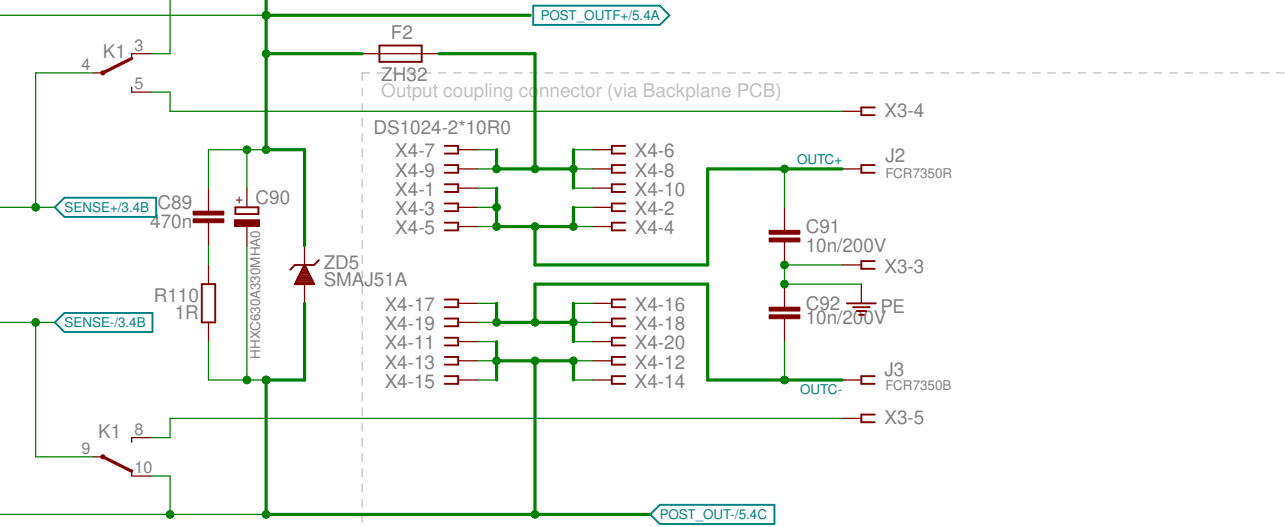 POST_OUTF+/5.4A
F2
K1
3
4
ZH32
5
Output coupling connector (via Backplane PCB)
X3-4
DS1024-2*10R0
X4-7
X4-6
OUTC+
J2
X4-9
X4-8
FCR7350R
X4-1
X4-10
SENSE+/3.4B
C89
470n
+
C90
X4-3
X4-2
X4-5
X4-4
C91
10n/200V
HHXC630A330MHA0
ZD5
SMAJ51A
X3-3
R110
1R
X4-17
X4-16
C92
10n/200V
PE
SENSE-/3.4B
X4-19
X4-18
X4-11
X4-20
X4-13
X4-12
X4-15
X4-14
J3
OUTC-
FCR7350B
X3-5
K1
8
9
10
POST_OUT-/5.4C